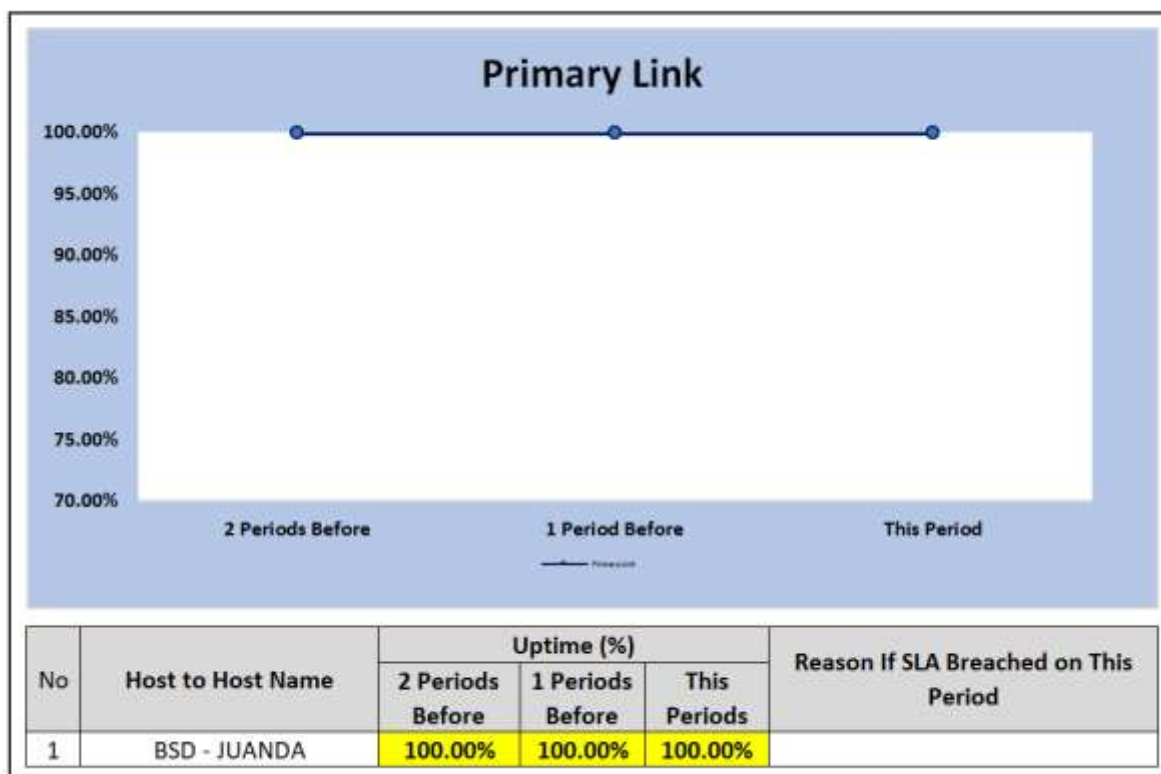 Primary Link
100.00%
95.00%
90.00%
85.00%
80.00%
75.00%
70.00%
2 Periods Before 1 Period Before This Period
No Host to Host Name Uptime (%) Reason If SLA Breached on This Period
2 Periods Before 1 Periods Before This Periods
1 BSD - JUANDA 100.00% 100.00% 100.00%